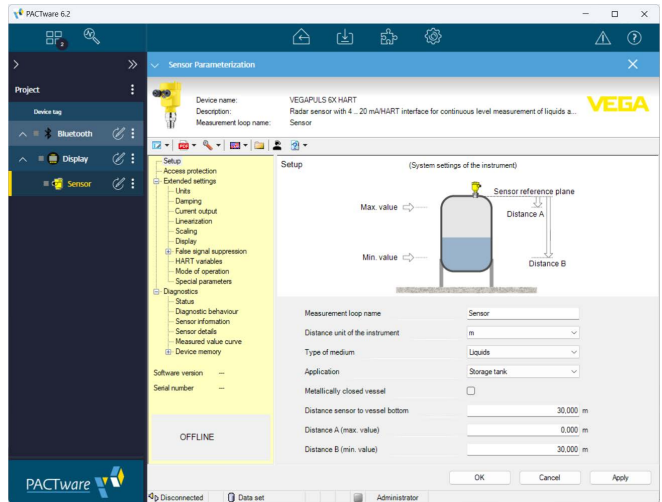 PACTware 6.2
2
Sensor Parameterization
Project
Device tag
Bluetooth
Display
Sensor
Device name: VEGAPULS 6X HART
Description: Radar sensor with 4 ... 20 mA/HART interface for continuous level measurement of liquids a...
Measurement loop name: Sensor
VEGA
PDF
Setup
Access protection
Extended settings
Units
Damping
Current output
Linearization
Scaling
Display
False signal suppression
HART variables
Mode of operation
Special parameters
Diagnostics
Status
Diagnostic behaviour
Sensor information
Sensor details
Measured value curve
Device memory
Software version ---
Serial number ---
OFFLINE
Setup (System settings of the instrument)
Sensor reference plane
Max. value
Distance A
Min. value
Distance B
Measurement loop name Sensor
Distance unit of the instrument m
Type of medium Liquids
Application Storage tank
Metallically closed vessel
Distance sensor to vessel bottom 30,000 m
Distance A (max. value) 0,000 m
Distance B (min. value) 30,000 m
OK Cancel Apply
PACTware
Disconnected Data set Administrator